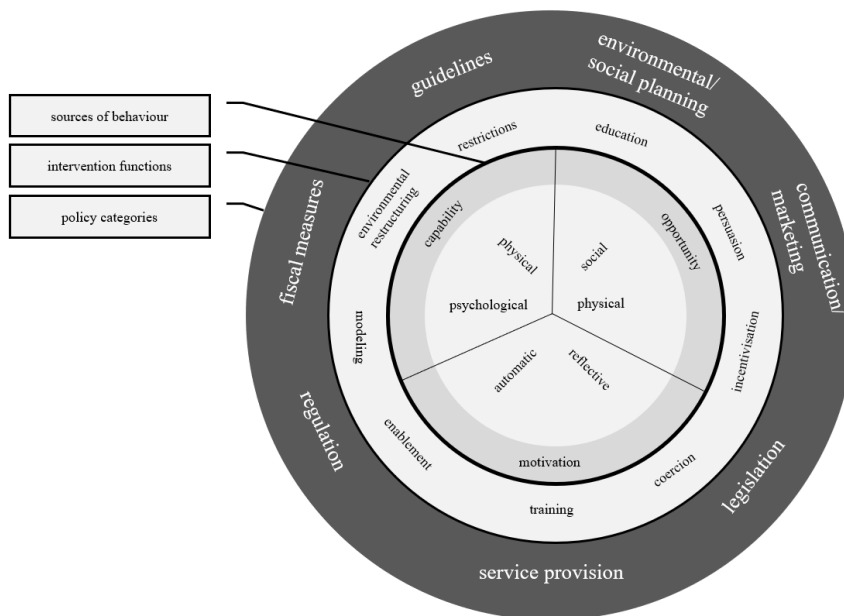 sources of behaviour
intervention functions
policy categories
guidelines
environmental/
social planning
communication/
marketing
legislation
service provision
regulation
fiscal measures
restrictions
education
persuasion
incentivisation
coercion
training
enablement
modeling
environmental
restructuring
capability
opportunity
motivation
physical
social
psychological
physical
automatic
reflective